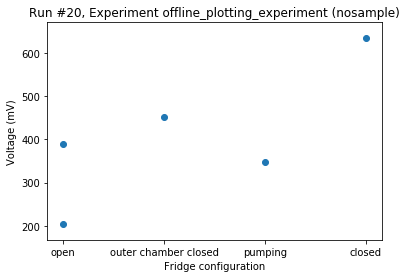 Run #20, Experiment offline_plotting_experiment (nosample)
Voltage (mV)
600
500
400
300
200
open outer chamber closed pumping closed
Fridge configuration